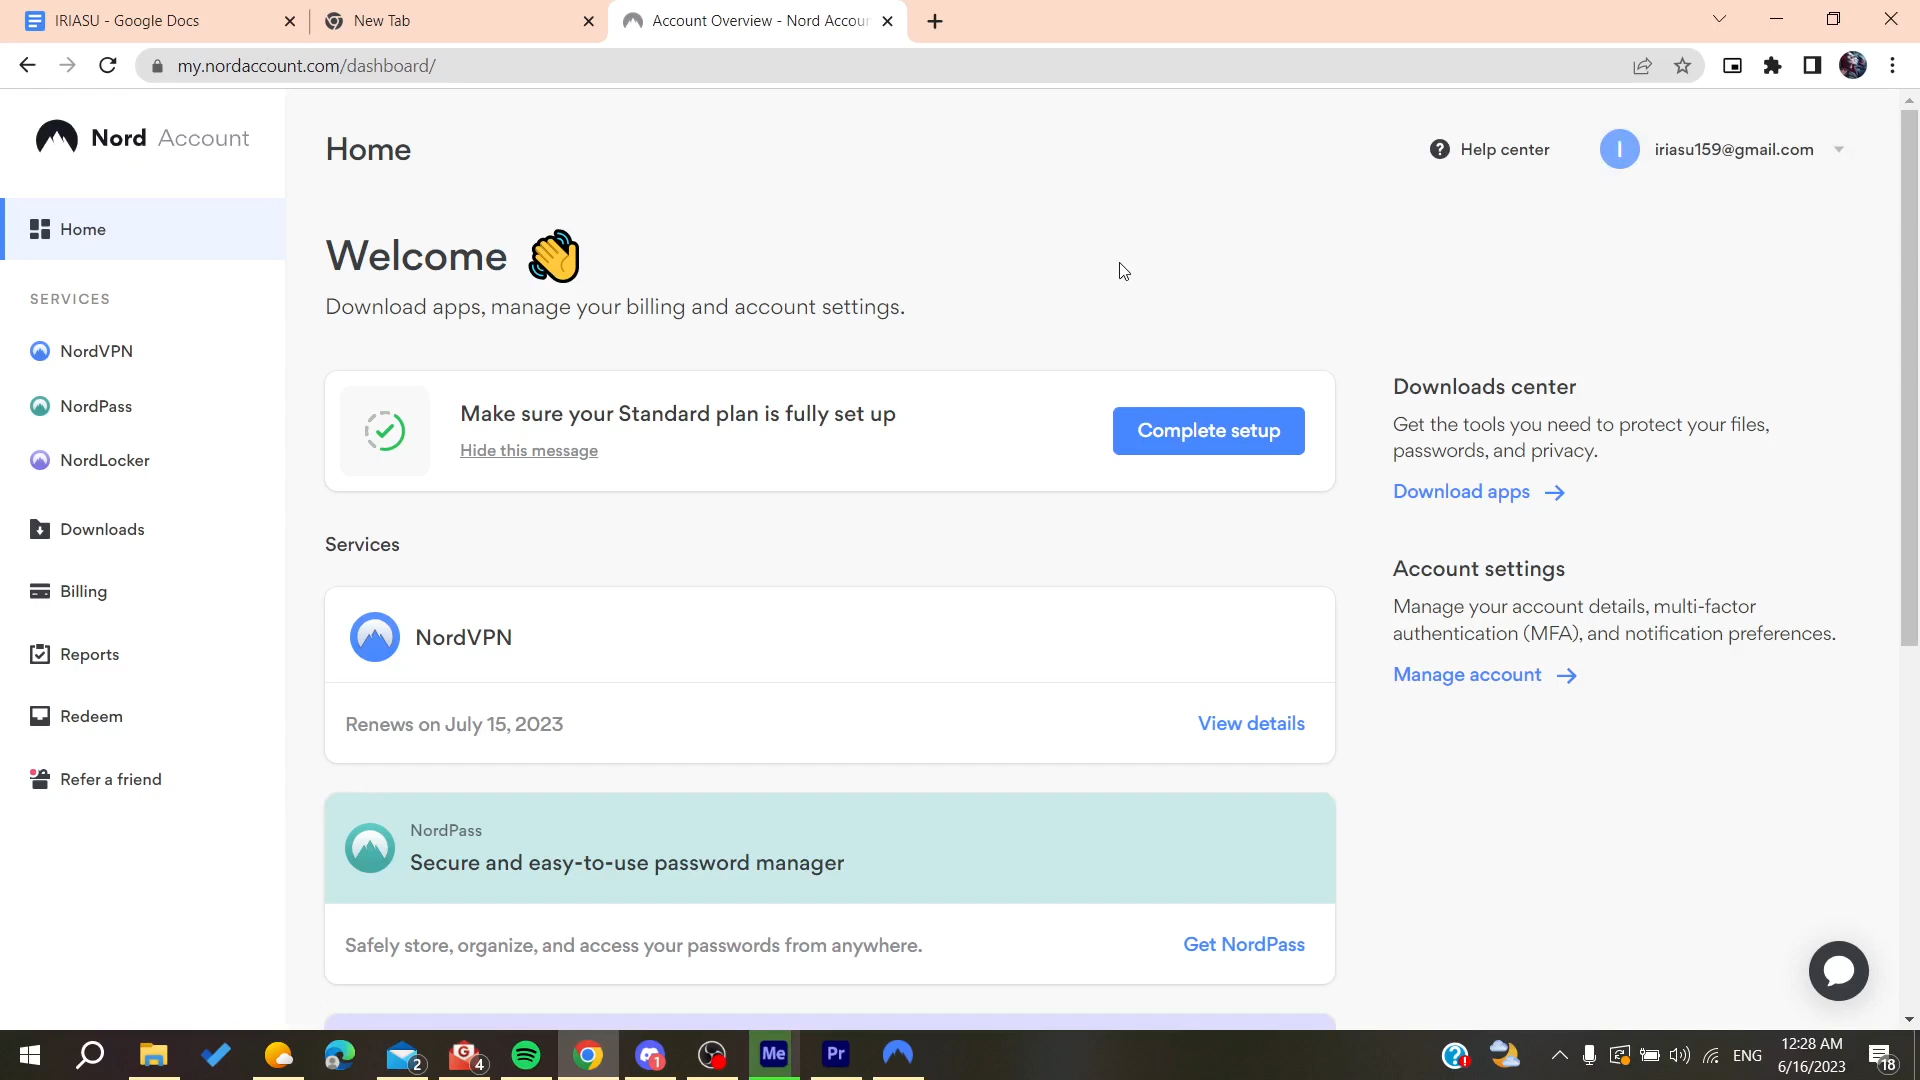 IRIASU - Google Docs
New Tab
Account Overview - Nord Accoun
my.nordaccount.com/dashboard/
Nord Account
Home
Help center
I
iriasu159@gmail.com
Home
Welcome
Download apps, manage your billing and account settings.
SERVICES
NordVPN
NordPass
NordLocker
Downloads
Billing
Reports
Redeem
Refer a friend
Make sure your Standard plan is fully set up
Hide this message
Complete setup
Services
NordVPN
Renews on July 15, 2023
View details
NordPass
Secure and easy-to-use password manager
Safely store, organize, and access your passwords from anywhere.
Get NordPass
Downloads center
Get the tools you need to protect your files,
passwords, and privacy.
Download apps
Account settings
Manage your account details, multi-factor
authentication (MFA), and notification preferences.
Manage account
2
G
4
1
Me
Pr
ENG
12:28 AM
6/16/2023
18